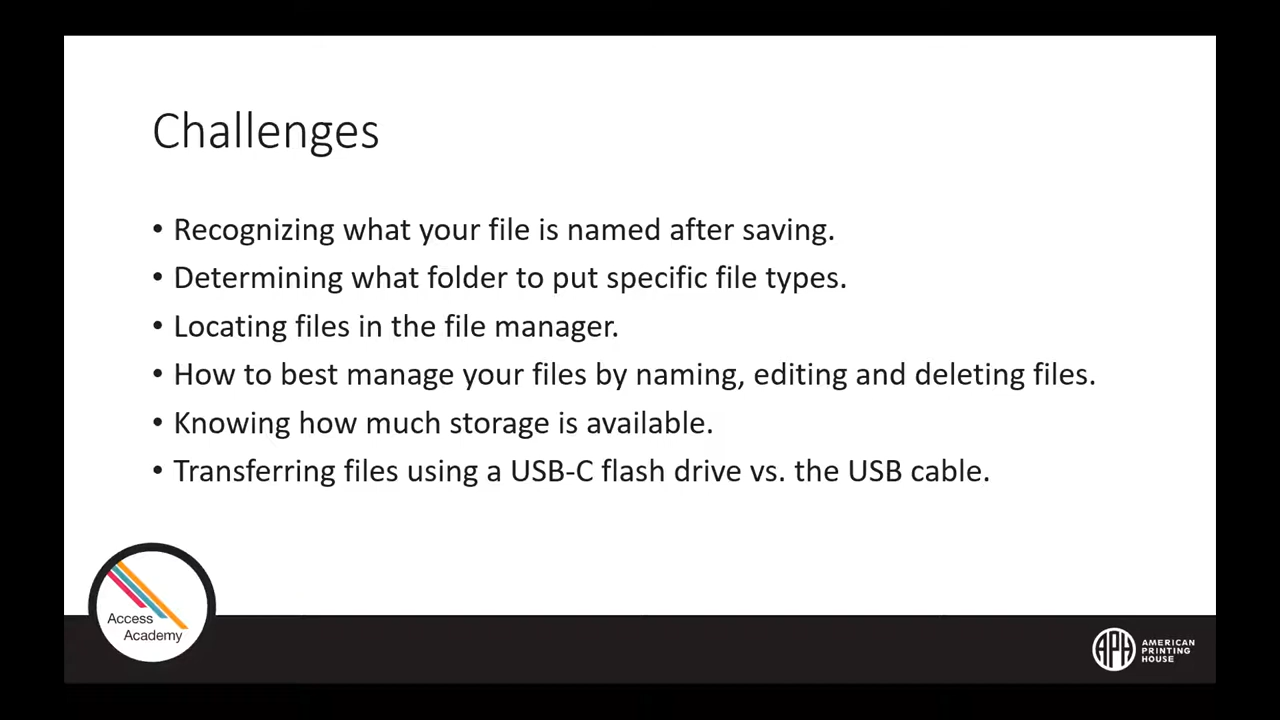 Challenges
• Recognizing what your file is named after saving.
• Determining what folder to put specific file types.
• Locating files in the file manager.
• How to best manage your files by naming, editing and deleting files.
• Knowing how much storage is available.
• Transferring files using a USB-C flash drive vs. the USB cable.
Access
Academy
APH
AMERICAN
PRINTING
HOUSE